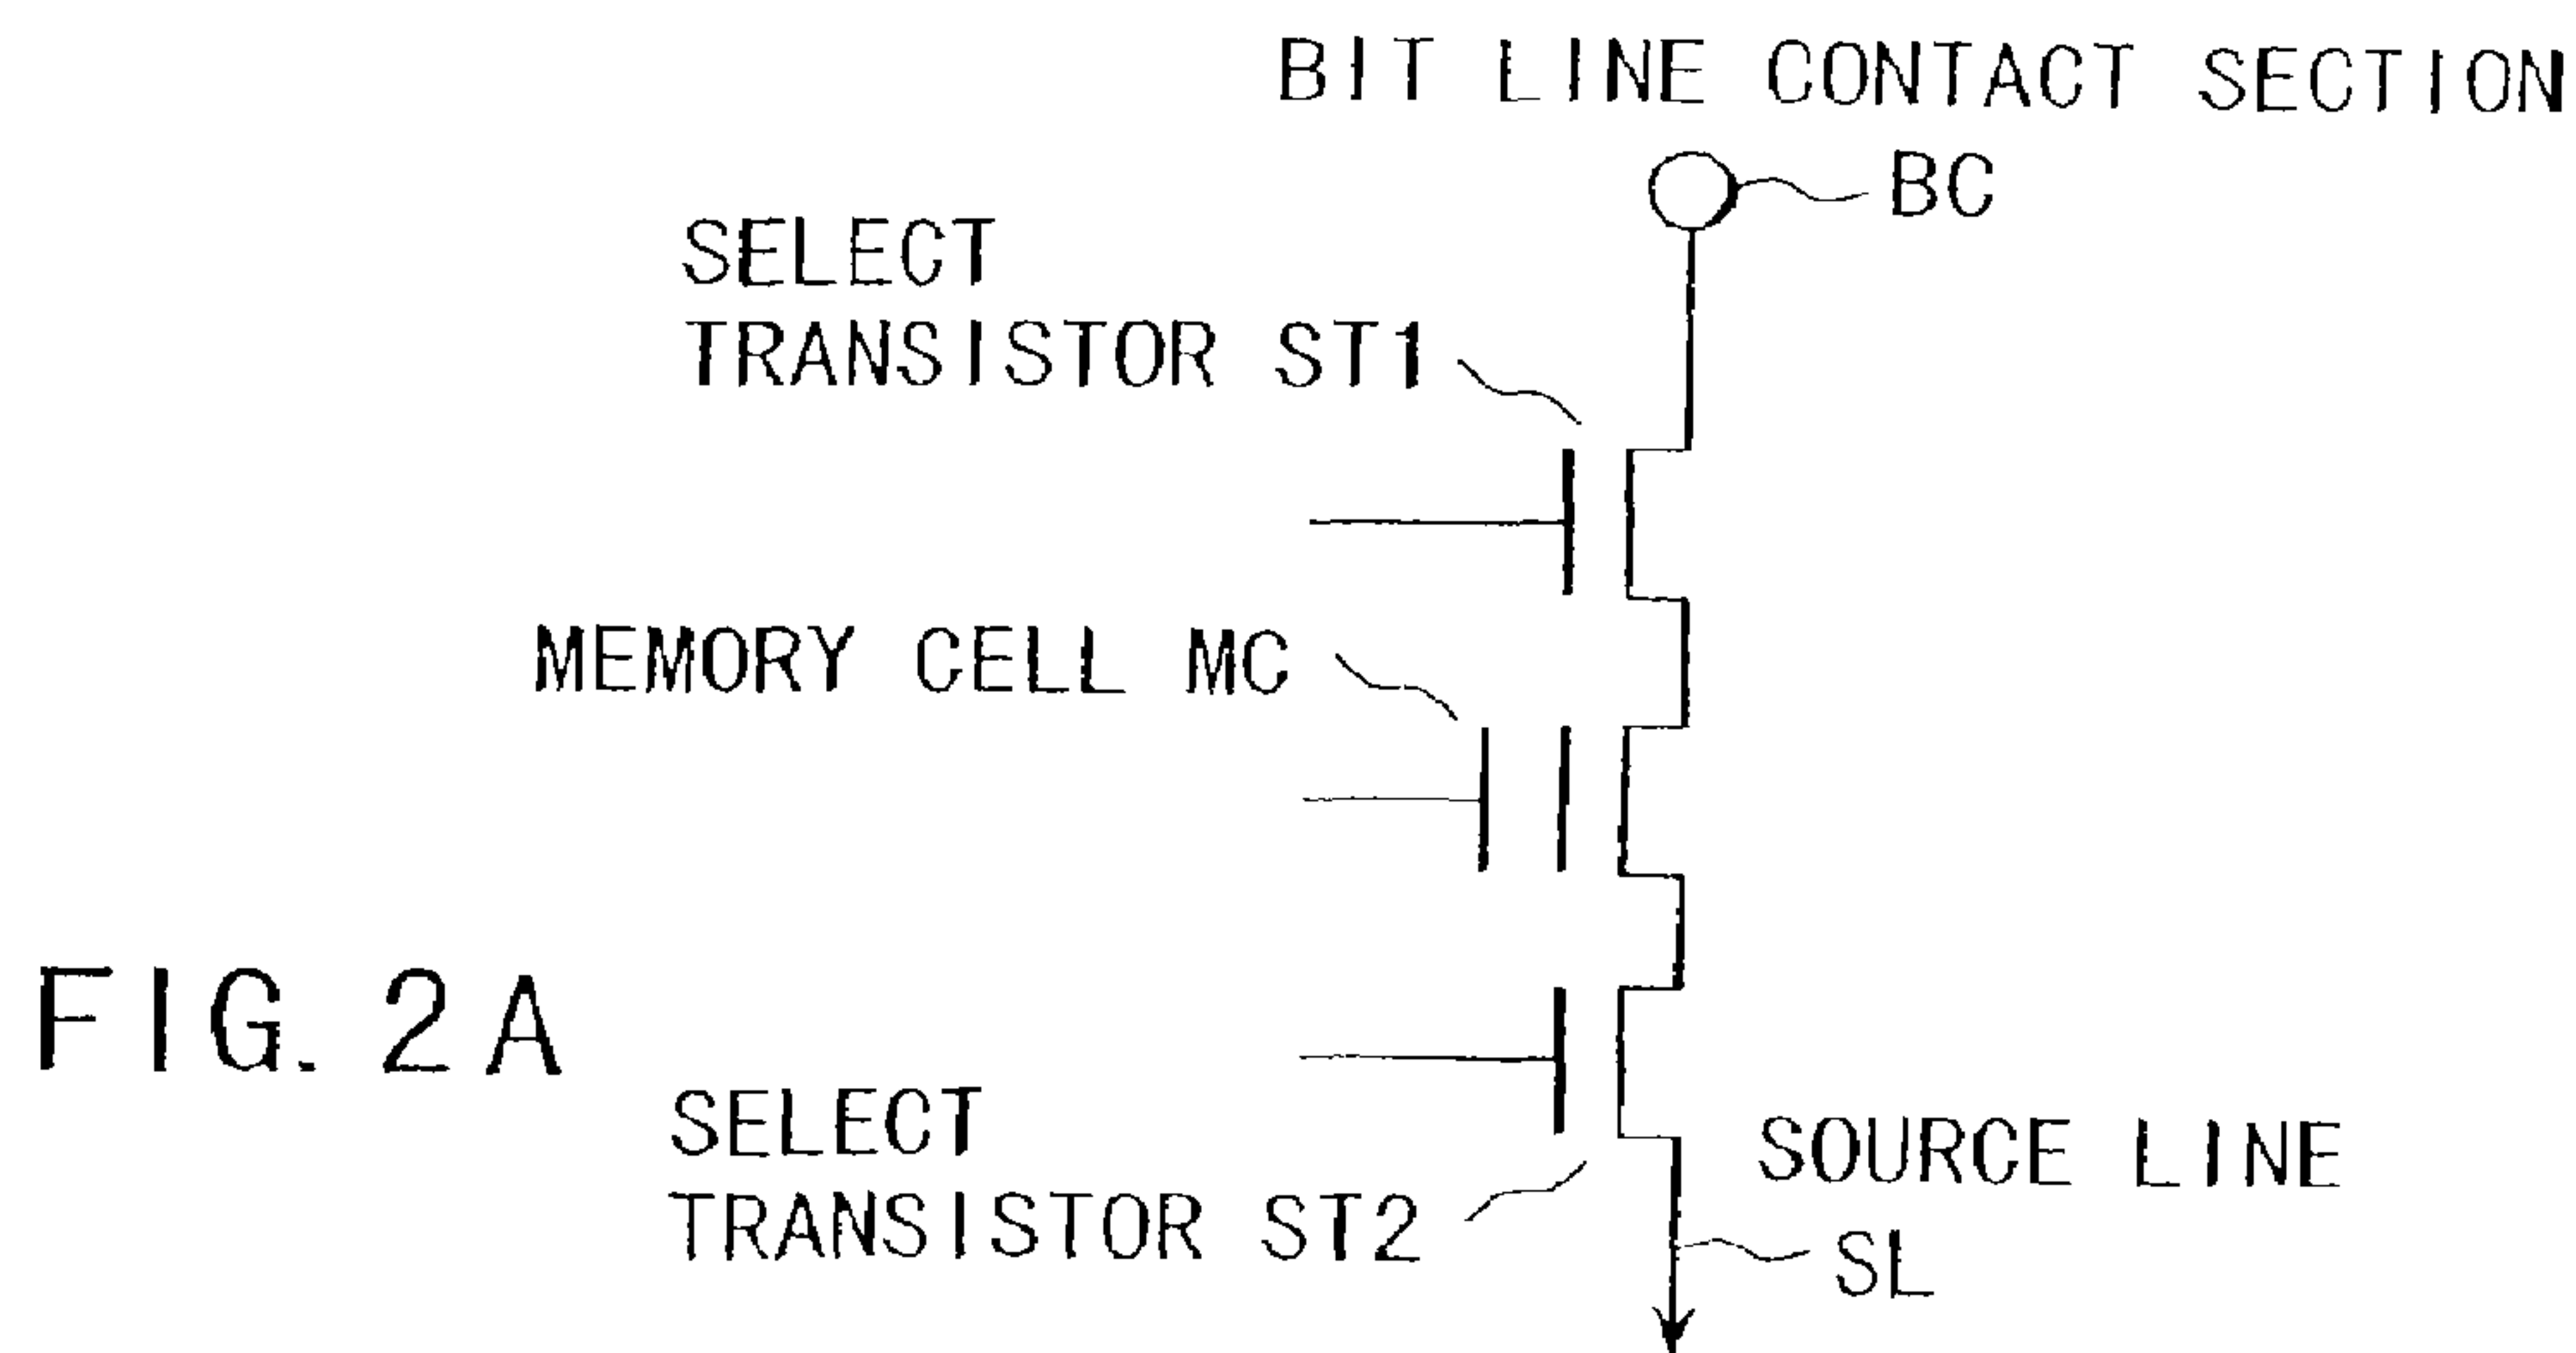 BIT LINE CONTACT SECTION
BC
SELECT
TRANSISTOR ST1
MEMORY CELL MC
FIG. 2A
SELECT
TRANSISTOR ST2
SOURCE LINE
SL